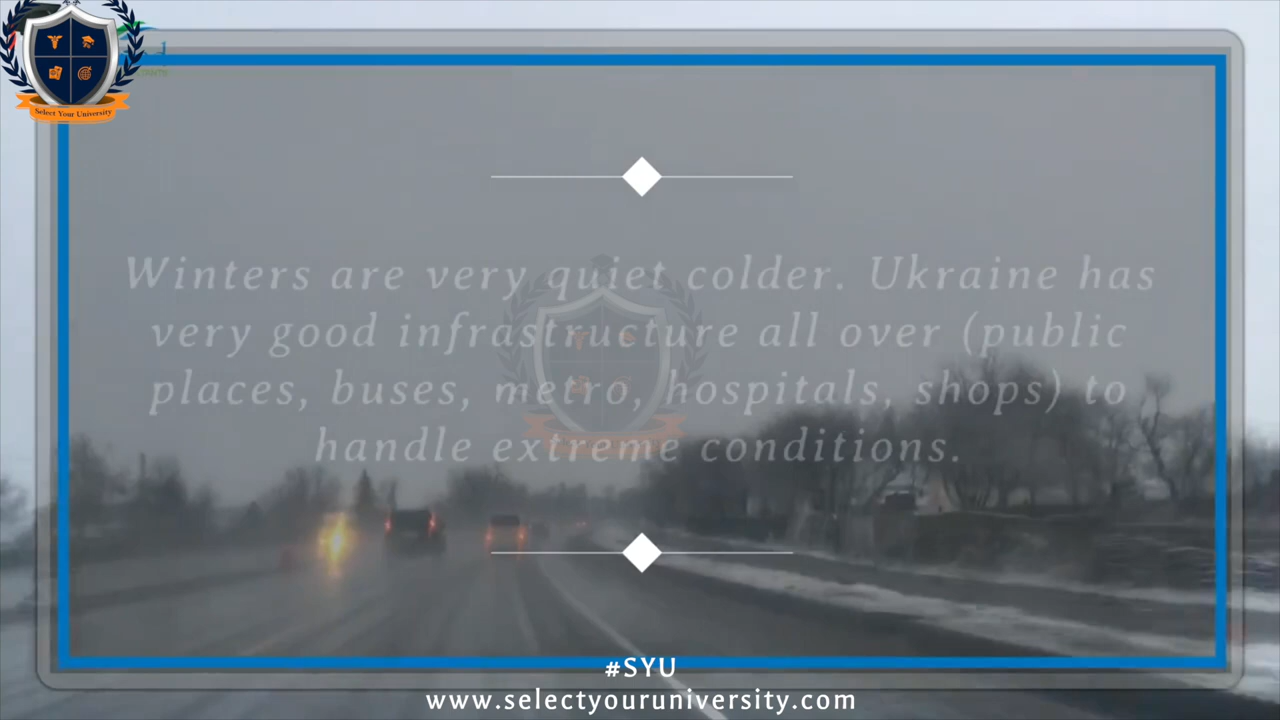 Select Your University
Winters are very quiet colder. Ukraine has
very good infrastructure all over (public
places, buses, metro, hospitals, shops) to
handle extreme conditions.
#SYU
www.selectyouruniversity.com